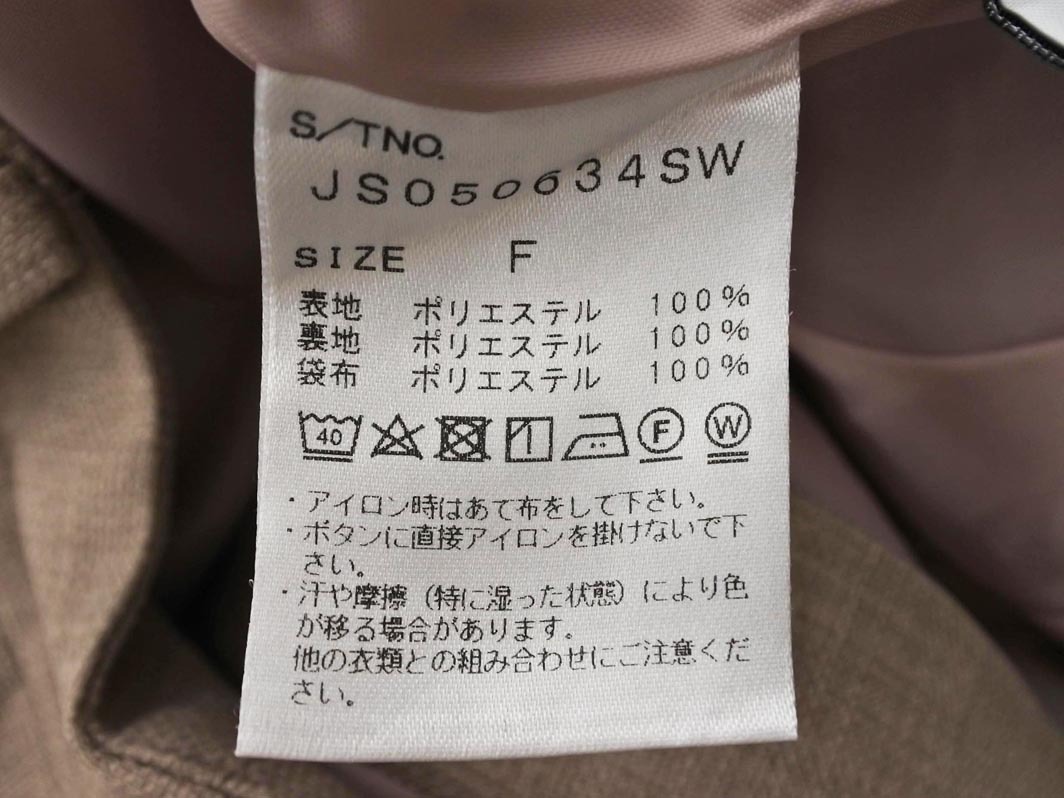 S/TNO.
JS050634SW
SIZE F
表地 ポリエステル 100%
裏地 ポリエステル 100%
袋布 ポリエステル 100%
40 F W
・アイロン時はあて布をして下さい。
・ボタンに直接アイロンを掛けないで下
さい。
・汗や摩擦（特に湿った状態）により色
が移る場合があります。
他の衣類との組み合わせにご注意くだ
さい。